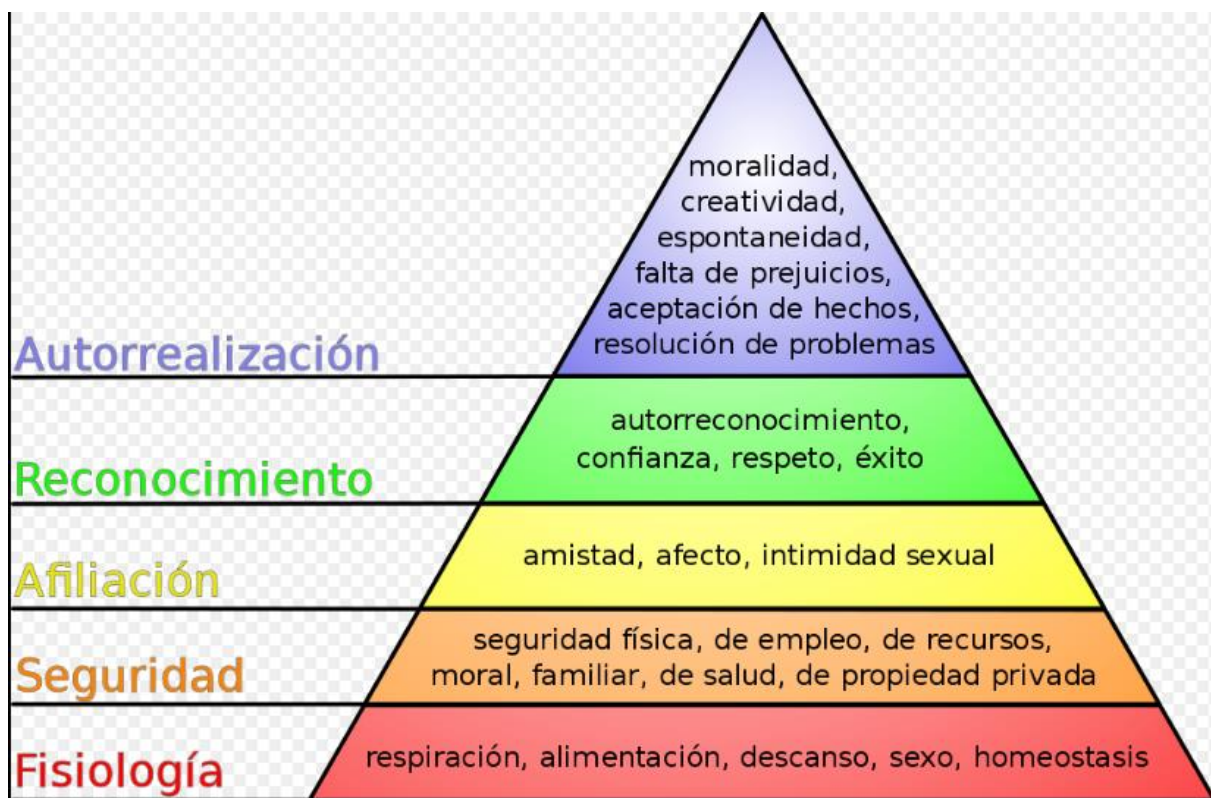 moralidad,
creatividad,
espontaneidad,
falta de prejuicios,
aceptación de hechos,
resolución de problemas
Autorrealización
autorreconocimiento,
confianza, respeto, éxito
Reconocimiento
amistad, afecto, intimidad sexual
Afiliación
seguridad física, de empleo, de recursos,
moral, familiar, de salud, de propiedad privada
Seguridad
respiración, alimentación, descanso, sexo, homeostasis
Fisiología